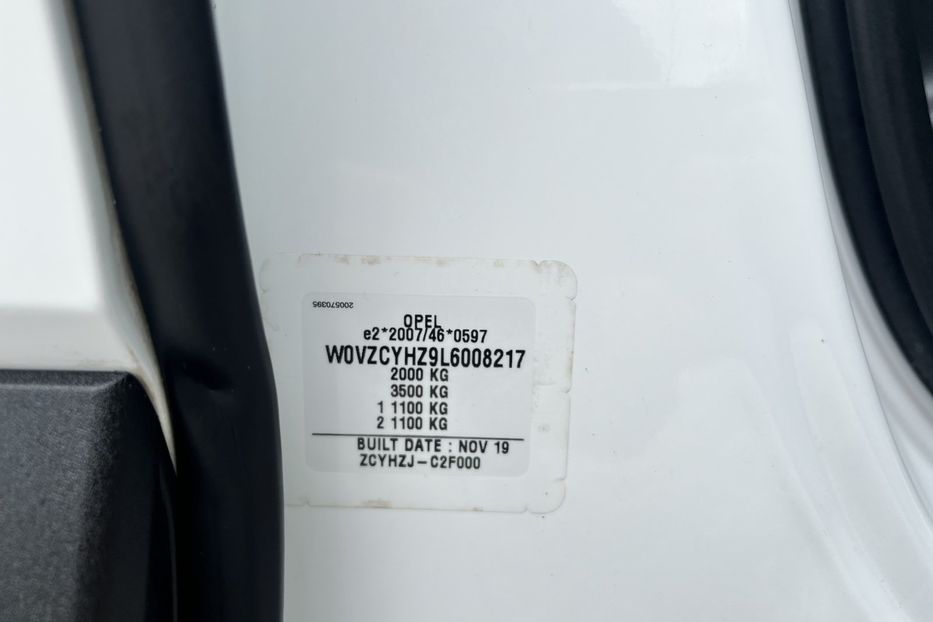 200570395
OPEL
e2*2007/46*0597
W0VZCYHZ9L6008217
2000 KG
3500 KG
1 1100 KG
2 1100 KG
BUILT DATE : NOV 19
ZCYHZJ-C2F000